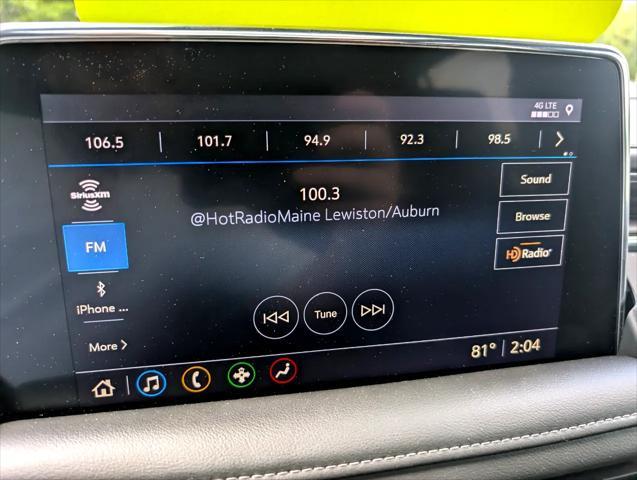 4G LTE
106.5 101.7 94.9 92.3 98.5
SiriusXM
Sound
100.3
@HotRadioMaine Lewiston/Auburn
Browse
FM
HD Radio
iPhone ...
Tune
More
81° 2:04